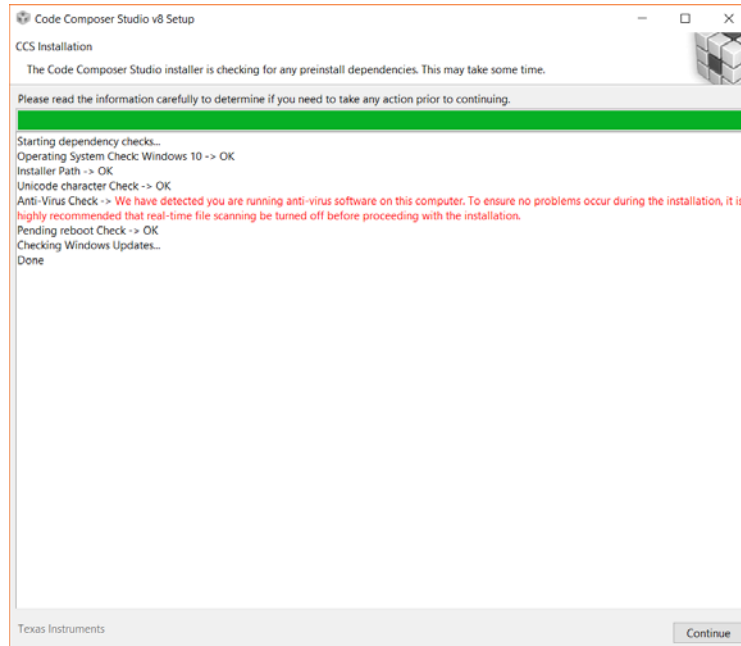 Code Composer Studio v8 Setup
CCS Installation
The Code Composer Studio installer is checking for any preinstall dependencies. This may take some time.
Please read the information carefully to determine if you need to take any action prior to continuing.
Starting dependency checks...
Operating System Check: Windows 10 -> OK
Installer Path -> OK
Unicode character Check -> OK
Anti-Virus Check -> We have detected you are running anti-virus software on this computer. To ensure no problems occur during the installation, it is
highly recommended that real-time file scanning be turned off before proceeding with the installation.
Pending reboot Check -> OK
Checking Windows Updates...
Done
Texas Instruments
Continue